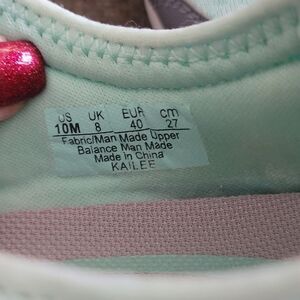 US UK EUR cm
10M 8 40 27
Fabric/Man Made Upper
Balance Man Made
Made in China
KAILEE